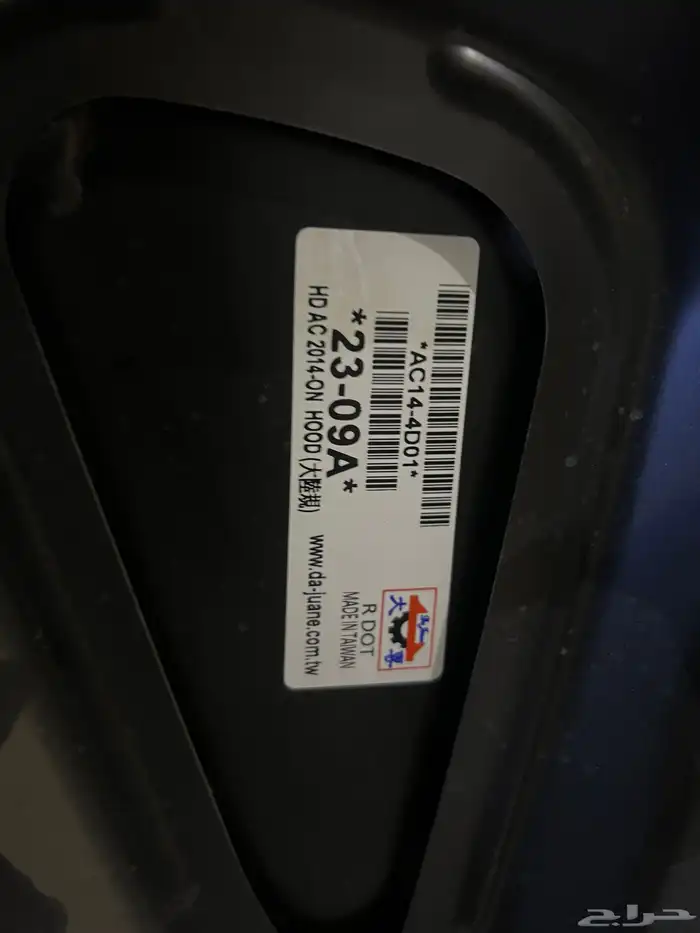 *AC14-4D01*
*23-09A*
HD AC 2014-ON HOOD (大陸規)
www.da-juane.com.tw
R DOT
MADE IN TAIWAN
حراج